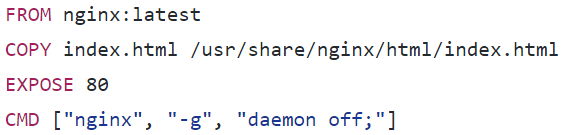 FROM nginx:latest
COPY index.html /usr/share/nginx/html/index.html
EXPOSE 80
CMD ["nginx", "-g", "daemon off;"]